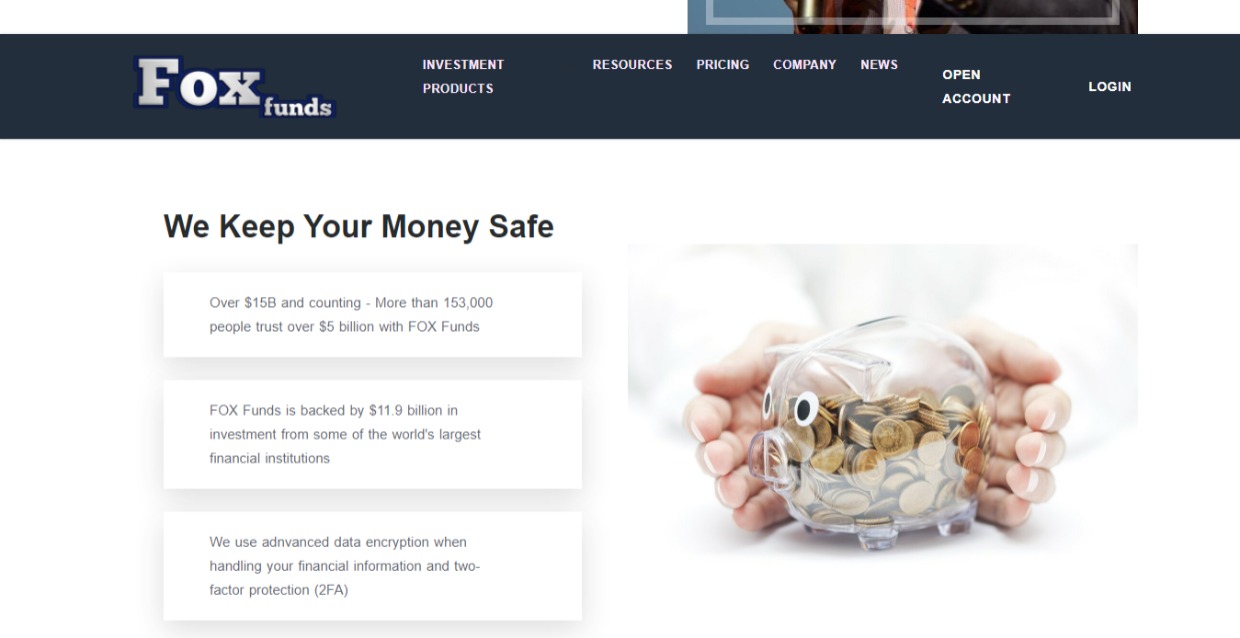 Fox funds
INVESTMENT PRODUCTS
RESOURCES
PRICING
COMPANY
NEWS
OPEN ACCOUNT
LOGIN
We Keep Your Money Safe
Over $15B and counting - More than 153,000
people trust over $5 billion with FOX Funds
FOX Funds is backed by $11.9 billion in
investment from some of the world's largest
financial institutions
We use adnvanced data encryption when
handling your financial information and two-
factor protection (2FA)